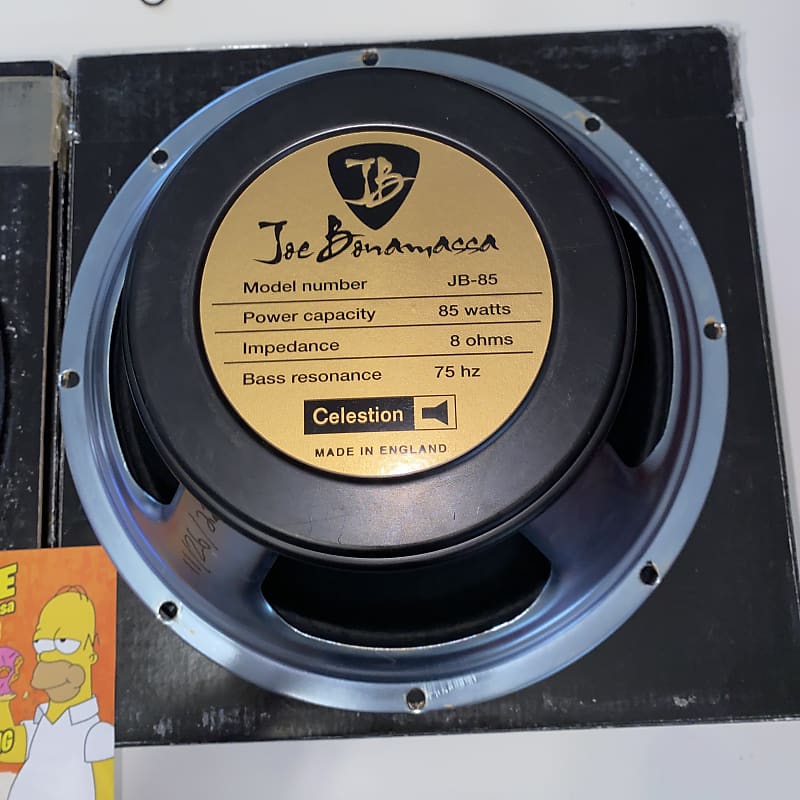 JB
Joe Bonamassa
Model number JB-85
Power capacity 85 watts
Impedance 8 ohms
Bass resonance 75 hz
Celestion
MADE IN ENGLAND
E
sa
G